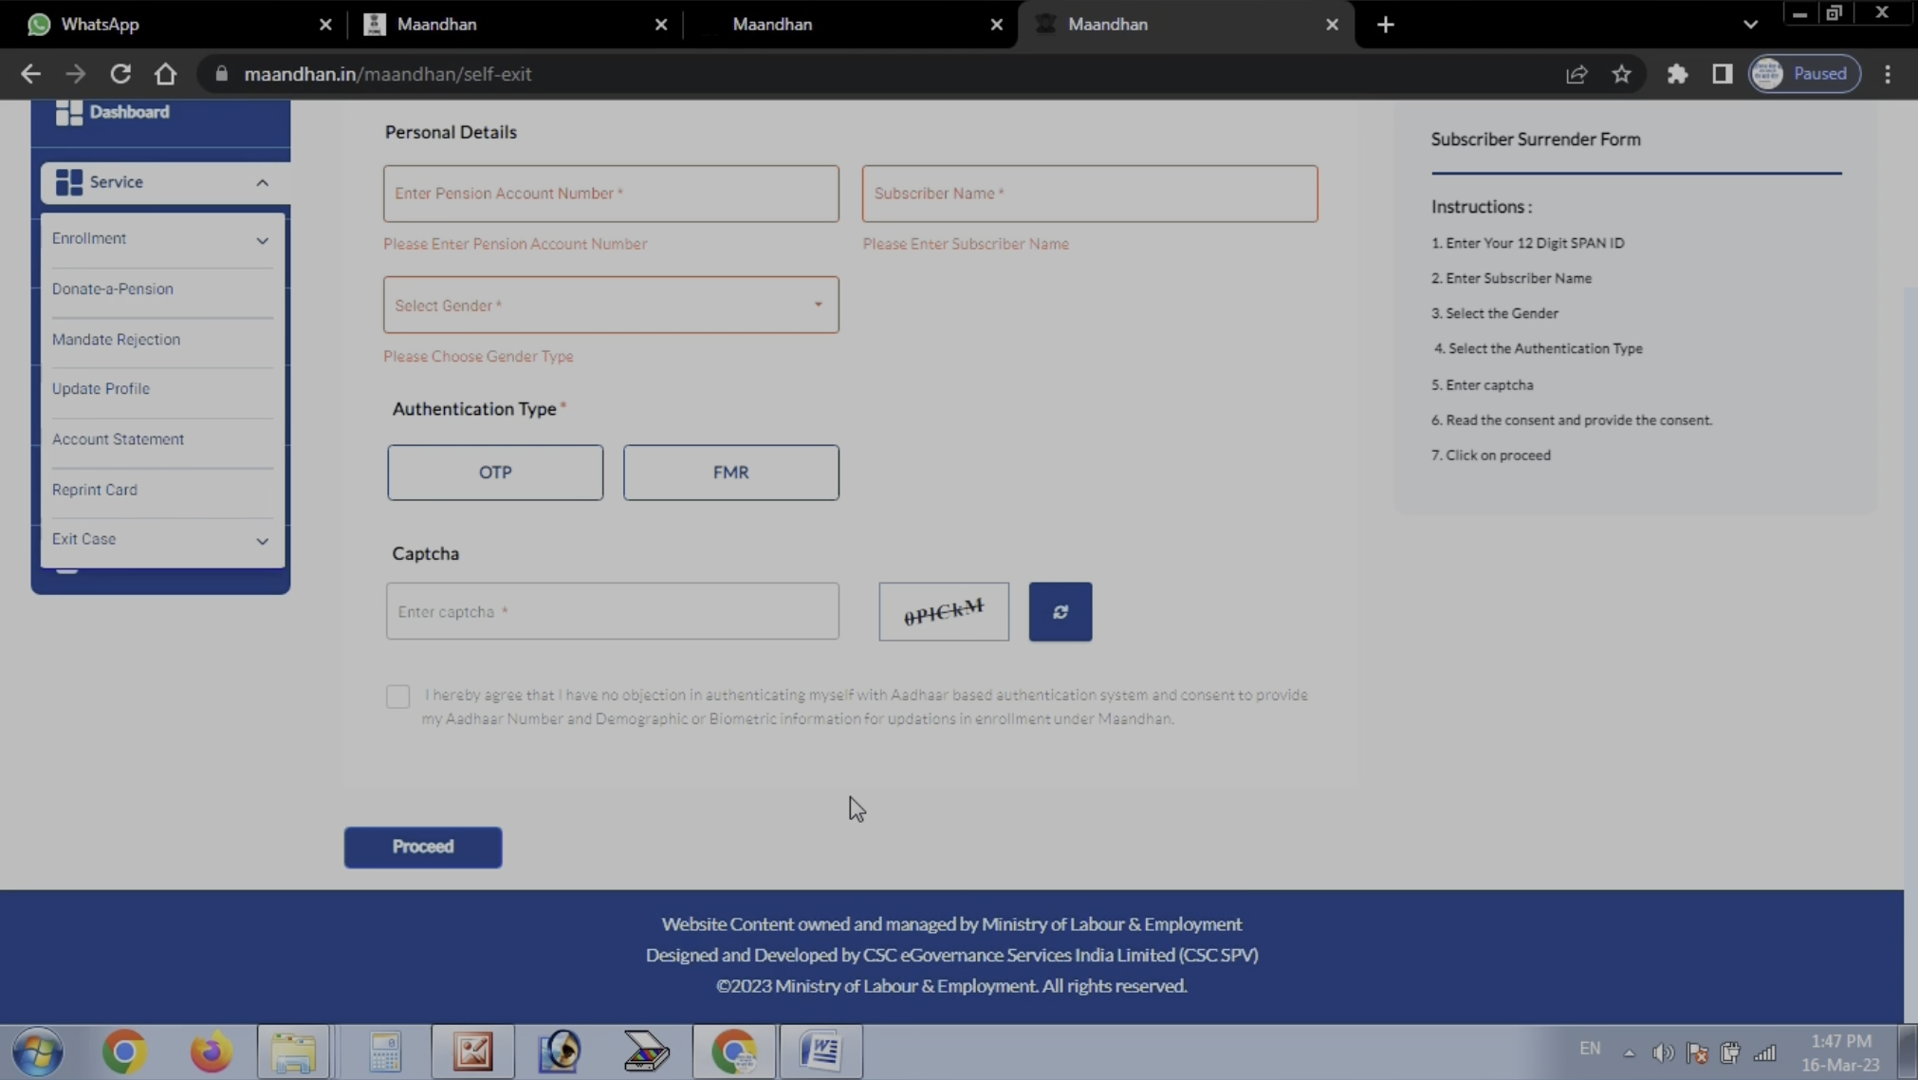 WhatsApp
Maandhan
Maandhan
Maandhan
maandhan.in/maandhan/self-exit
Paused
Dashboard
Service
Enrollment
Donate-a-Pension
Mandate Rejection
Update Profile
Account Statement
Reprint Card
Exit Case
Personal Details
Enter Pension Account Number *
Subscriber Name *
Please Enter Pension Account Number
Please Enter Subscriber Name
Select Gender *
Please Choose Gender Type
Authentication Type *
OTP
FMR
Captcha
Enter captcha *
0PICkM
I hereby agree that I have no objection in authenticating myself with Aadhaar based authentication system and consent to provide
my Aadhaar Number and Demographic or Biometric information for updations in enrollment under Maandhan.
Proceed
Subscriber Surrender Form
Instructions :
1. Enter Your 12 Digit SPAN ID
2. Enter Subscriber Name
3. Select the Gender
4. Select the Authentication Type
5. Enter captcha
6. Read the consent and provide the consent.
7. Click on proceed
Website Content owned and managed by Ministry of Labour & Employment
Designed and Developed by CSC eGovernance Services India Limited (CSC SPV)
©2023 Ministry of Labour & Employment. All rights reserved.
EN
1:47 PM
16-Mar-23